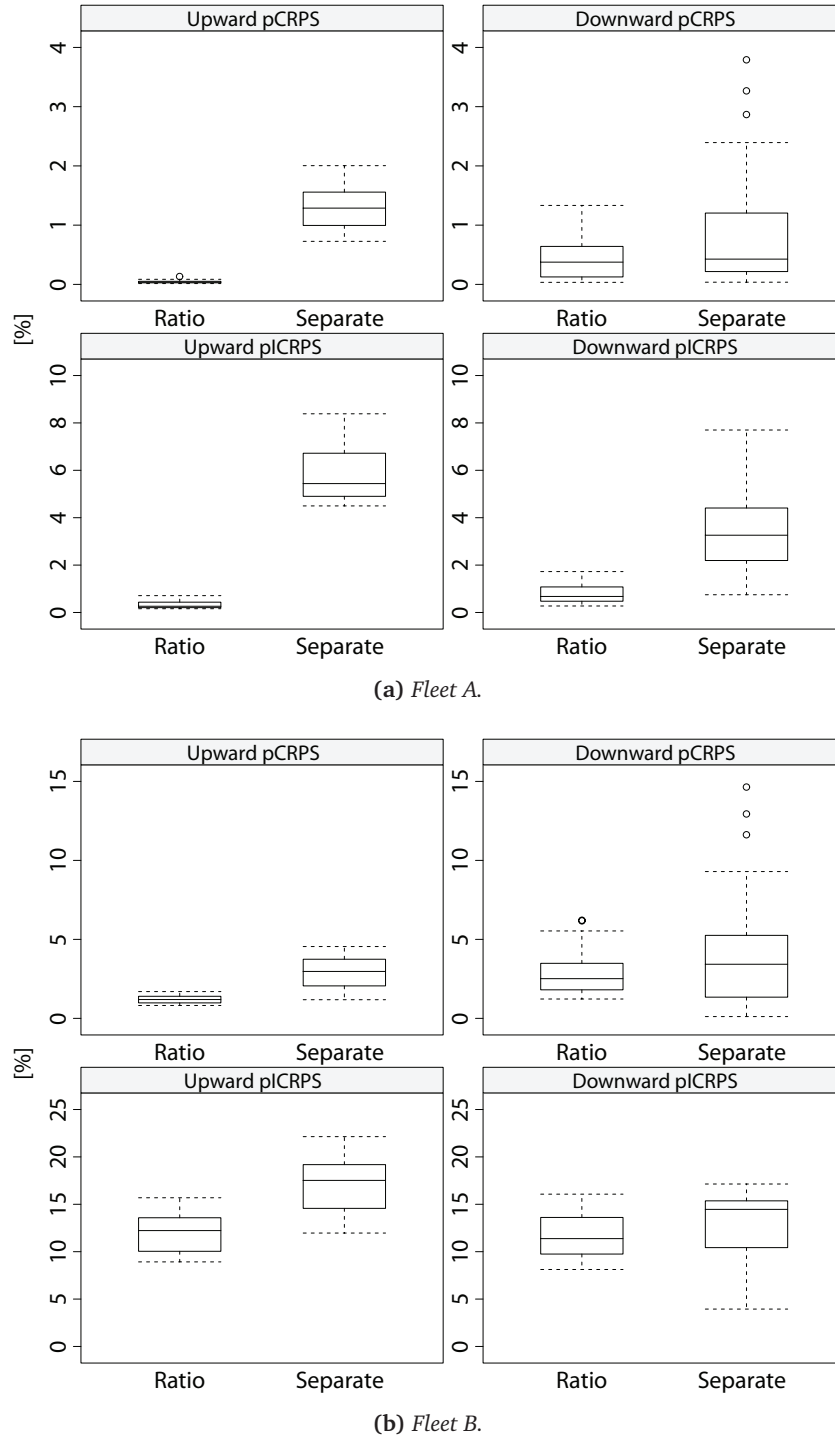 Upward pCRPS
Downward pCRPS
4
3
2
1
0
4
3
2
1
0
Ratio
Separate
Ratio
Separate
[%]
Upward pICRPS
Downward pICRPS
10
8
6
4
2
0
10
8
6
4
2
0
Ratio
Separate
Ratio
Separate
(a) Fleet A.
Upward pCRPS
Downward pCRPS
15
10
5
0
15
10
5
0
Ratio
Separate
Ratio
Separate
[%]
Upward pICRPS
Downward pICRPS
25
20
15
10
5
0
25
20
15
10
5
0
Ratio
Separate
Ratio
Separate
(b) Fleet B.